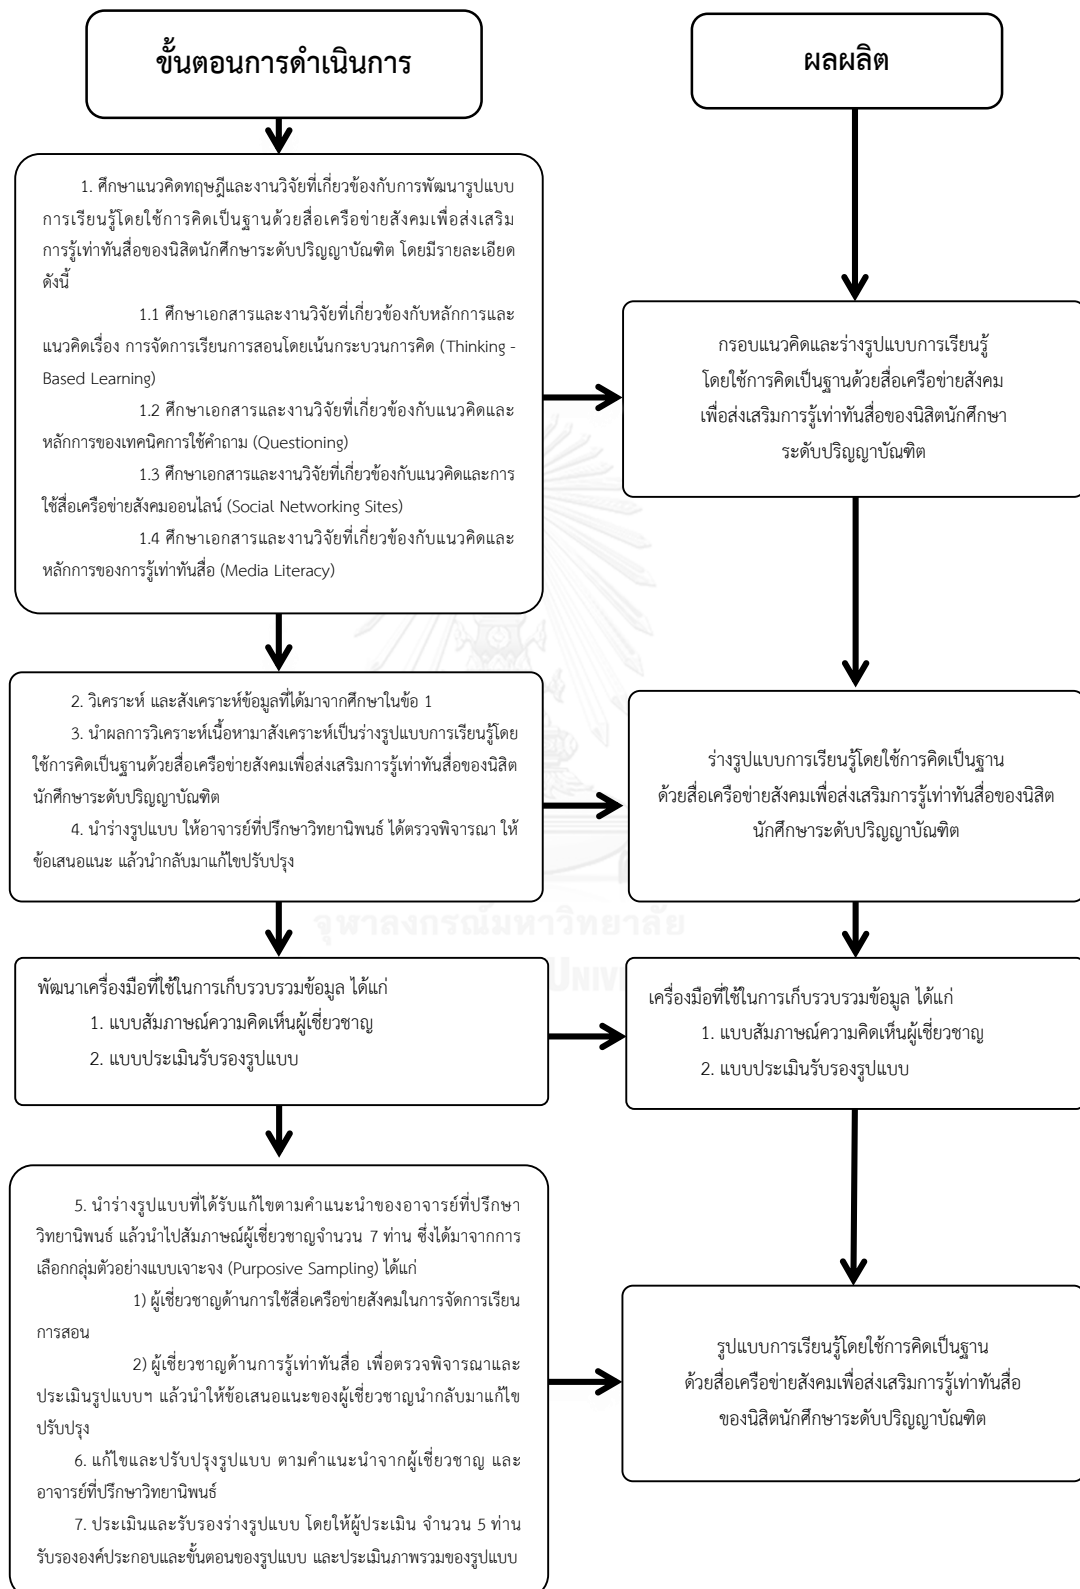 ขั้นตอนการดำเนินการ
ผลผลิต
1. ศึกษาแนวคิดทฤษฎีและงานวิจัยที่เกี่ยวข้องกับการพัฒนารูปแบบ
การเรียนรู้โดยใช้การคิดเป็นฐานด้วยสื่อเครือข่ายสังคมเพื่อส่งเสริม
การรู้เท่าทันสื่อของนิสิตนักศึกษาระดับปริญญาบัณฑิต โดยมีรายละเอียด
ดังนี้
1.1 ศึกษาเอกสารและงานวิจัยที่เกี่ยวข้องกับหลักการและ
แนวคิดเรื่อง การจัดการเรียนการสอนโดยเน้นกระบวนการคิด (Thinking -
Based Learning)
1.2 ศึกษาเอกสารและงานวิจัยที่เกี่ยวข้องกับแนวคิดและ
หลักการของเทคนิคการใช้คำถาม (Questioning)
1.3 ศึกษาเอกสารและงานวิจัยที่เกี่ยวข้องกับแนวคิดและการ
ใช้สื่อเครือข่ายสังคมออนไลน์ (Social Networking Sites)
1.4 ศึกษาเอกสารและงานวิจัยที่เกี่ยวข้องกับแนวคิดและ
หลักการของการรู้เท่าทันสื่อ (Media Literacy)
กรอบแนวคิดและร่างรูปแบบการเรียนรู้
โดยใช้การคิดเป็นฐานด้วยสื่อเครือข่ายสังคม
เพื่อส่งเสริมการรู้เท่าทันสื่อของนิสิตนักศึกษา
ระดับปริญญาบัณฑิต
2. วิเคราะห์ และสังเคราะห์ข้อมูลที่ได้มาจากศึกษาในข้อ 1
3. นำผลการวิเคราะห์เนื้อหามาสังเคราะห์เป็นร่างรูปแบบการเรียนรู้โดย
ใช้การคิดเป็นฐานด้วยสื่อเครือข่ายสังคมเพื่อส่งเสริมการรู้เท่าทันสื่อของนิสิต
นักศึกษาระดับปริญญาบัณฑิต
4. นำร่างรูปแบบ ให้อาจารย์ที่ปรึกษาวิทยานิพนธ์ ได้ตรวจพิจารณา ให้
ข้อเสนอแนะ แล้วนำกลับมาแก้ไขปรับปรุง
ร่างรูปแบบการเรียนรู้โดยใช้การคิดเป็นฐาน
ด้วยสื่อเครือข่ายสังคมเพื่อส่งเสริมการรู้เท่าทันสื่อของนิสิต
นักศึกษาระดับปริญญาบัณฑิต
จุฬาลงกรณ์มหาวิทยาลัย
พัฒนาเครื่องมือที่ใช้ในการเก็บรวบรวมข้อมูล ได้แก่
1. แบบสัมภาษณ์ความคิดเห็นผู้เชี่ยวชาญ
2. แบบประเมินรับรองรูปแบบ
เครื่องมือที่ใช้ในการเก็บรวบรวมข้อมูล ได้แก่
1. แบบสัมภาษณ์ความคิดเห็นผู้เชี่ยวชาญ
2. แบบประเมินรับรองรูปแบบ
5. นำร่างรูปแบบที่ได้รับแก้ไขตามคำแนะนำของอาจารย์ที่ปรึกษา
วิทยานิพนธ์ แล้วนำไปสัมภาษณ์ผู้เชี่ยวชาญจำนวน 7 ท่าน ซึ่งได้มาจากการ
เลือกกลุ่มตัวอย่างแบบเจาะจง (Purposive Sampling) ได้แก่
1) ผู้เชี่ยวชาญด้านการใช้สื่อเครือข่ายสังคมในการจัดการเรียน
การสอน
2) ผู้เชี่ยวชาญด้านการรู้เท่าทันสื่อ เพื่อตรวจพิจารณาและ
ประเมินรูปแบบฯ แล้วนำให้ข้อเสนอแนะของผู้เชี่ยวชาญนำกลับมาแก้ไข
ปรับปรุง
6. แก้ไขและปรับปรุงรูปแบบ ตามคำแนะนำจากผู้เชี่ยวชาญ และ
อาจารย์ที่ปรึกษาวิทยานิพนธ์
7. ประเมินและรับรองร่างรูปแบบ โดยให้ผู้ประเมิน จำนวน 5 ท่าน
รับรององค์ประกอบและขั้นตอนของรูปแบบ และประเมินภาพรวมของรูปแบบ
รูปแบบการเรียนรู้โดยใช้การคิดเป็นฐาน
ด้วยสื่อเครือข่ายสังคมเพื่อส่งเสริมการรู้เท่าทันสื่อ
ของนิสิตนักศึกษาระดับปริญญาบัณฑิต